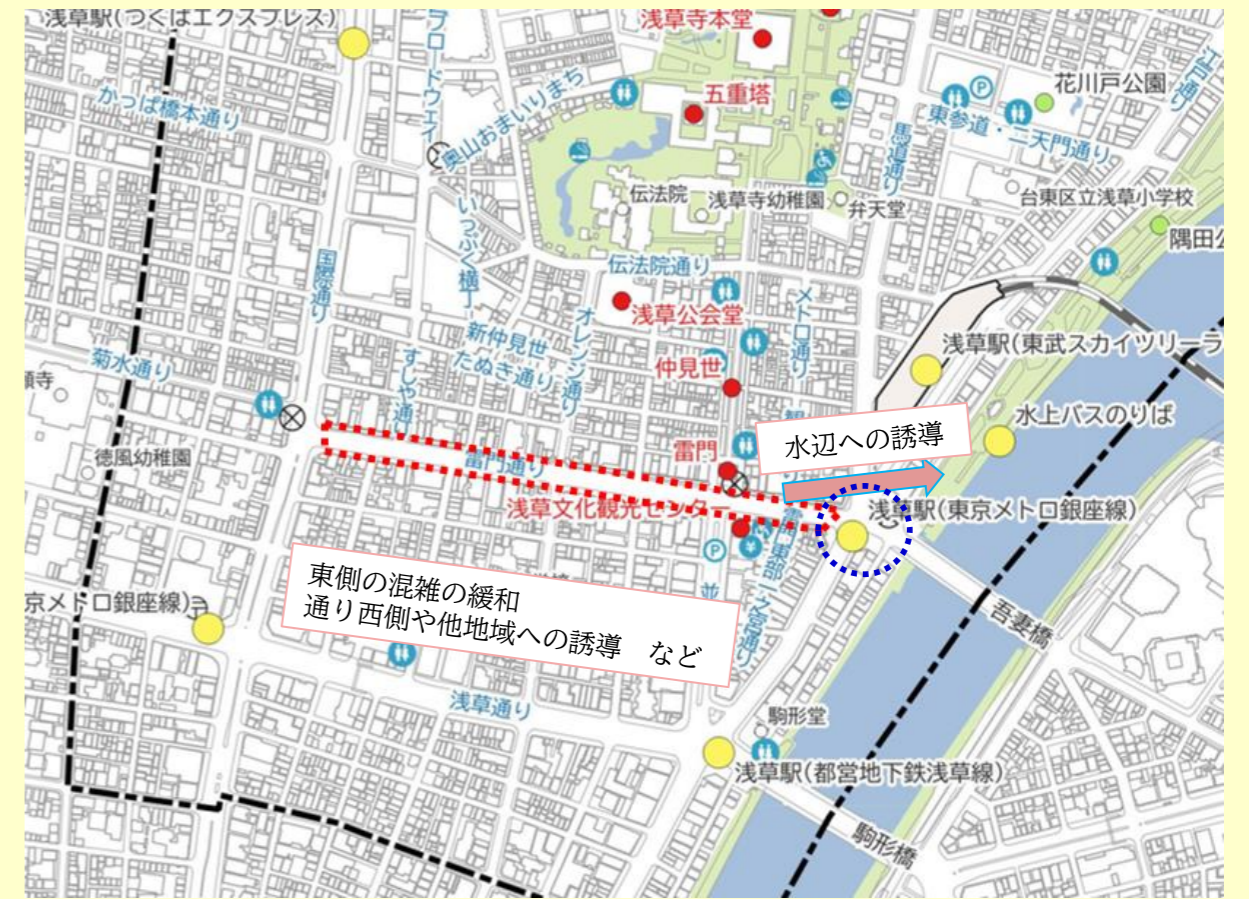 浅草駅(つくばエクスプレス)
ブロードウェイ
浅草寺本堂
江戸通り
かっぱ橋本通り
奥山おまいりまち
五重塔
花川戸公園
馬道通り
東参道・二天門通り
いっぷく横丁
伝法院
浅草寺幼稚園
弁天堂
台東区立浅草小学校
隅田公
国際通り
伝法院通り
浅草公会堂
メトロ通り
新仲見世
オレンジ通り
たぬき通り
すしや通り
仲見世
浅草駅(東武スカイツリーラ
菊水通り
願寺
水上バスのりば
水辺への誘導
徳風幼稚園
雷門通り
雷門
浅草文化観光センター
浅草駅(東京メトロ銀座線)
東側の混雑の緩和
通り西側や他地域への誘導　など
並
京メトロ銀座線)
吾妻橋
浅草通り
駒形堂
浅草駅(都営地下鉄浅草線)
駒形橋